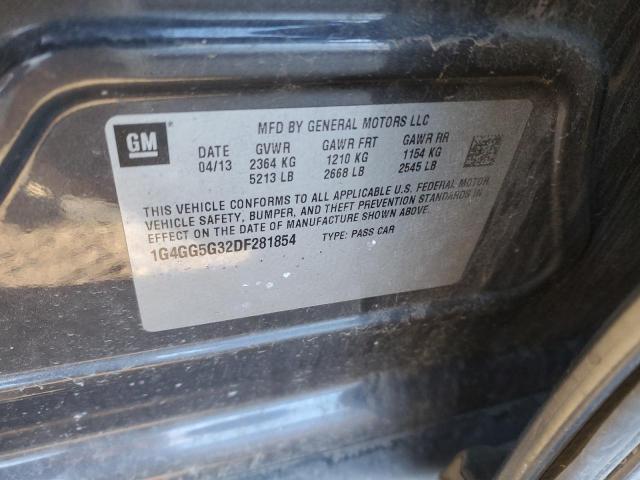 GM
MFD BY GENERAL MOTORS LLC
DATE GVWR GAWR FRT GAWR RR
04/13 2364 KG 1210 KG 1154 KG
5213 LB 2668 LB 2545 LB
THIS VEHICLE CONFORMS TO ALL APPLICABLE U.S. FEDERAL MOTOR
VEHICLE SAFETY, BUMPER, AND THEFT PREVENTION STANDARDS IN
EFFECT ON THE DATE OF MANUFACTURE SHOWN ABOVE.
1G4GG5G32DF281854 TYPE: PASS CAR